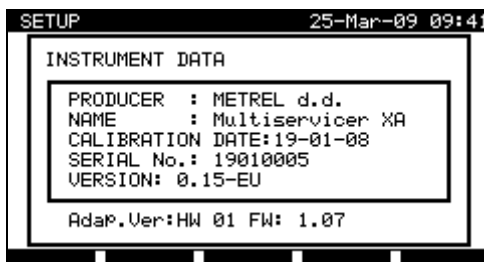 SETUP 25-Mar-09 09:41
INSTRUMENT DATA
PRODUCER : METREL d.d.
NAME : Multiservicer XA
CALIBRATION DATE:19-01-08
SERIAL No.: 19010005
VERSION: 0.15-EU
Adap.Ver:HW 01 FW: 1.07